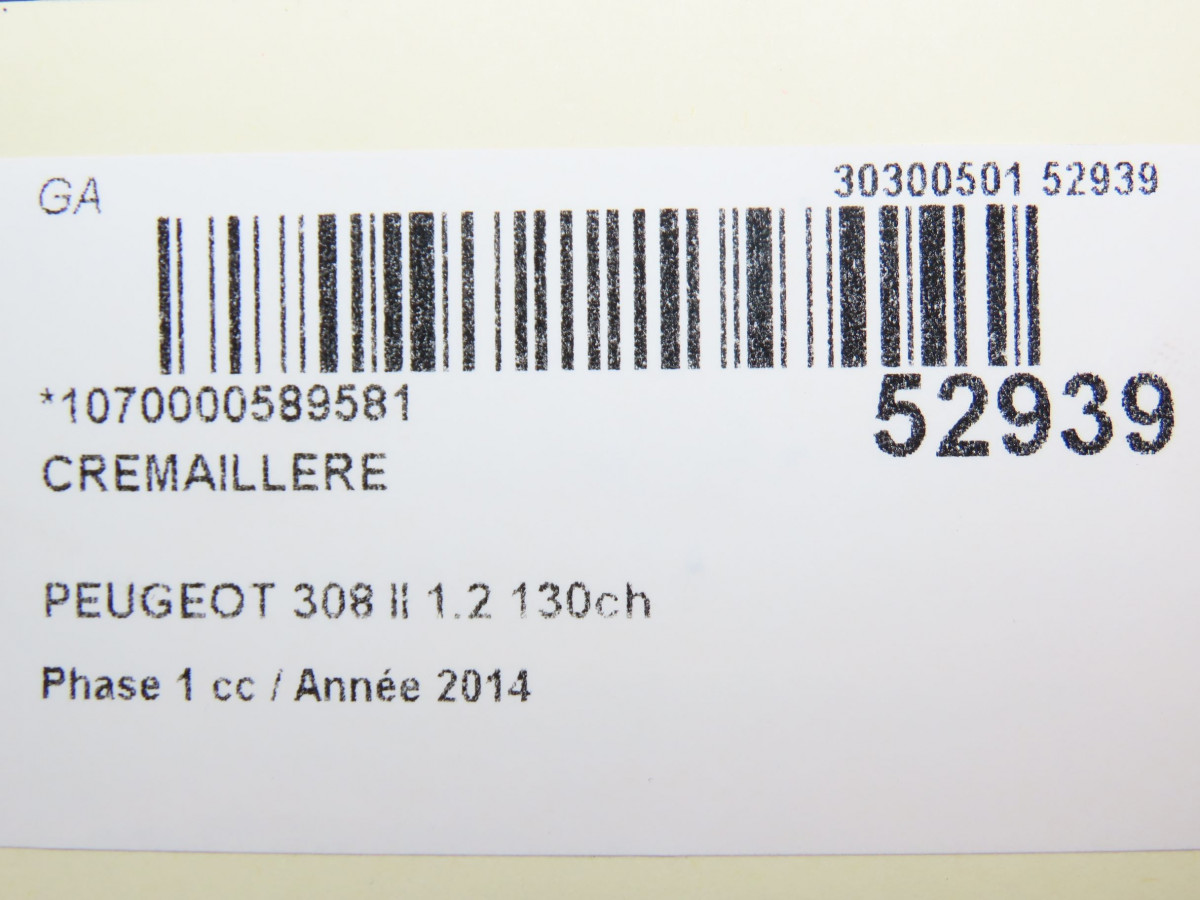 GA
30300501 52939
*1070000589581
52939
CREMAILLERE
PEUGEOT 308 II 1.2 130ch
Phase 1 cc / Année 2014